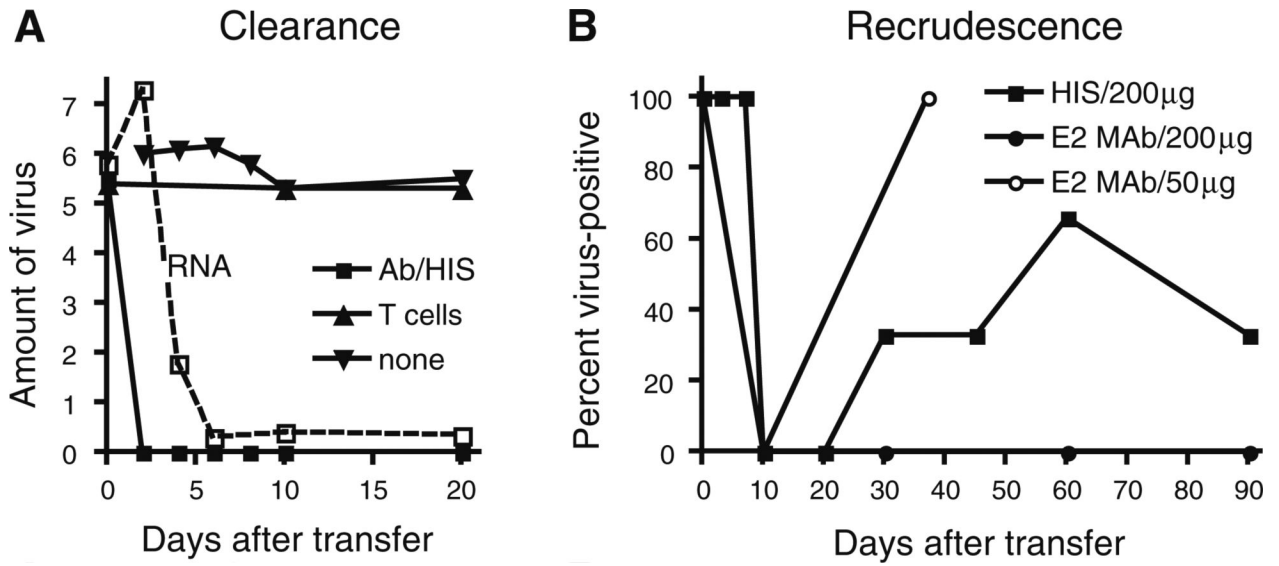 A
Clearance
Amount of virus
7
6
5
4
3
2
1
0
RNA
Ab/HIS
T cells
none
0
5
10
15
20
Days after transfer
B
Recrudescence
Percent virus-positive
100
80
60
40
20
0
HIS/200μg
E2 MAb/200μg
E2 MAb/50μg
0
10
20
30
40
50
60
70
80
90
Days after transfer